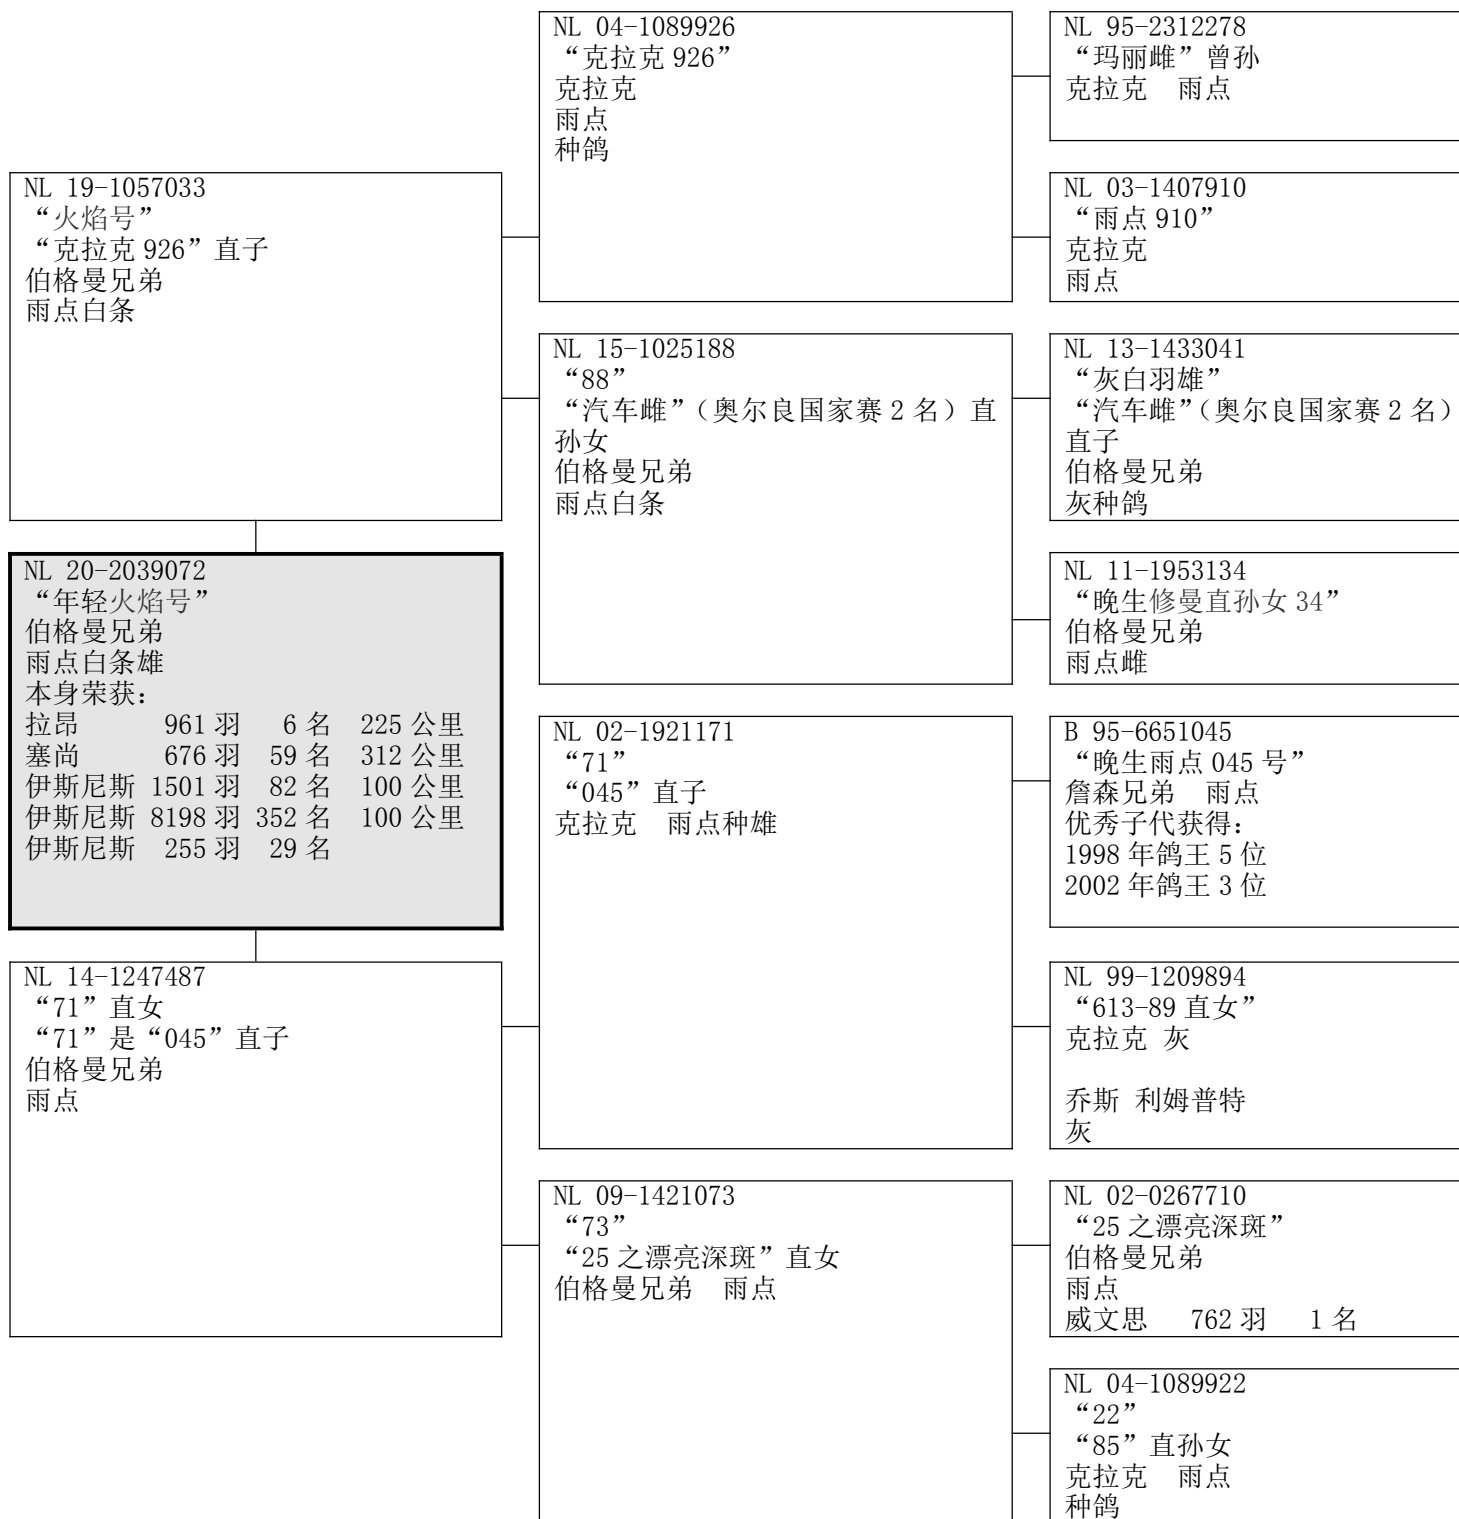 NL 04-1089926
“克拉克 926”
克拉克
雨点
种鸽
NL 95-2312278
“玛丽雌”曾孙
克拉克 雨点
NL 19-1057033
“火焰号”
“克拉克 926”直子
伯格曼兄弟
雨点白条
NL 03-1407910
“雨点 910”
克拉克
雨点
NL 15-1025188
“88”
“汽车雌”（奥尔良国家赛 2 名）直
孙女
伯格曼兄弟
雨点白条
NL 13-1433041
“灰白羽雄”
“汽车雌”（奥尔良国家赛 2 名）
直子
伯格曼兄弟
灰种鸽
NL 20-2039072
“年轻火焰号”
伯格曼兄弟
雨点白条雄
本身荣获：
拉昂 961 羽 6 名 225 公里
塞尚 676 羽 59 名 312 公里
伊斯尼斯 1501 羽 82 名 100 公里
伊斯尼斯 8198 羽 352 名 100 公里
伊斯尼斯 255 羽 29 名
NL 11-1953134
“晚生修曼直孙女 34”
伯格曼兄弟
雨点雌
NL 02-1921171
“71”
“045”直子
克拉克 雨点种雄
B 95-6651045
“晚生雨点 045 号”
詹森兄弟 雨点
优秀子代获得：
1998 年鸽王 5 位
2002 年鸽王 3 位
NL 14-1247487
“71”直女
“71”是“045”直子
伯格曼兄弟
雨点
NL 99-1209894
“613-89 直女”
克拉克 灰
乔斯 利姆普特
灰
NL 09-1421073
“73”
“25 之漂亮深斑”直女
伯格曼兄弟 雨点
NL 02-0267710
“25 之漂亮深斑”
伯格曼兄弟
雨点
威文思 762 羽 1 名
NL 04-1089922
“22”
“85”直孙女
克拉克 雨点
种鸽